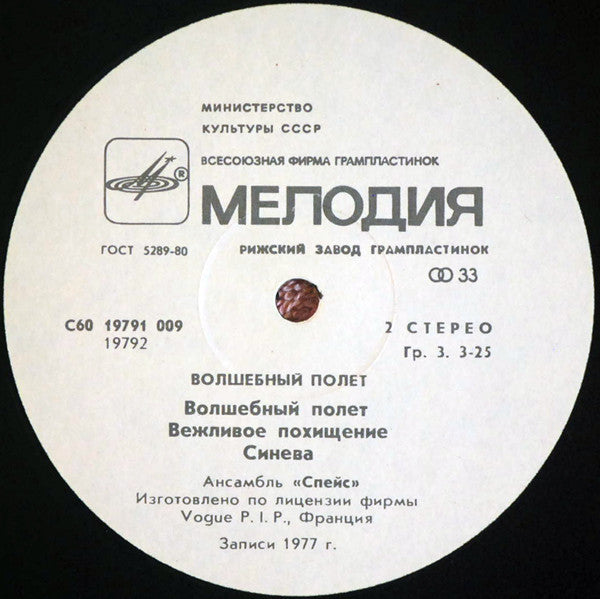 МИНИСТЕРСТВО
КУЛЬТУРЫ СССР
ВСЕСОЮЗНАЯ ФИРМА ГРАМПЛАСТИНОК
®
МЕЛОДИЯ
ГОСТ 5289-80
РИЖСКИЙ ЗАВОД ГРАМПЛАСТИНОК
33
С60 19791 009
19792
2 СТЕРЕО
Гр. 3. 3-25
ВОЛШЕБНЫЙ ПОЛЕТ
Волшебный полет
Вежливое похищение
Синева
Ансамбль «Спейс»
Изготовлено по лицензии фирмы
Vogue P. I. P., Франция
Записи 1977 г.